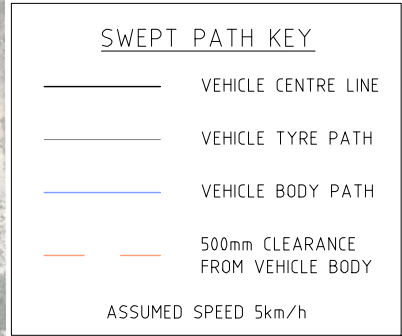 SWEPT PATH KEY
VEHICLE CENTRE LINE
VEHICLE TYRE PATH
VEHICLE BODY PATH
500mm CLEARANCE
FROM VEHICLE BODY
ASSUMED SPEED 5km/h